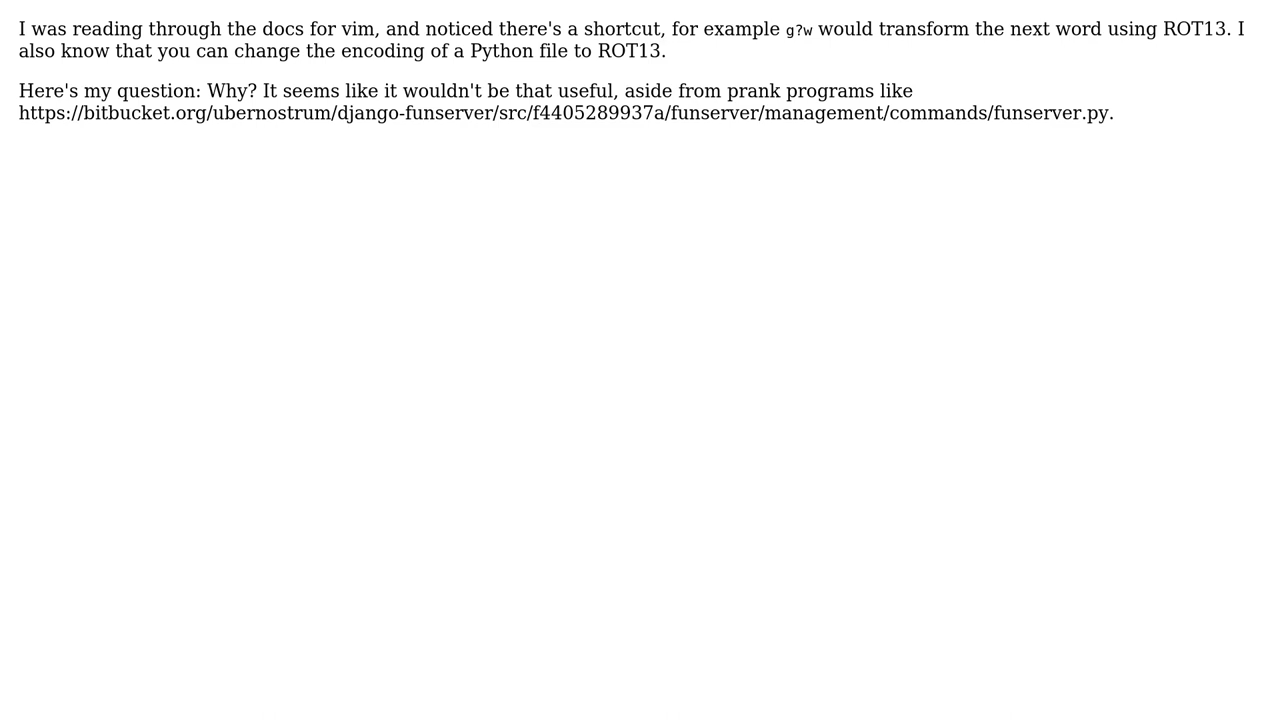 I was reading through the docs for vim, and noticed there's a shortcut, for example g?w would transform the next word using ROT13. I
also know that you can change the encoding of a Python file to ROT13.
Here's my question: Why? It seems like it wouldn't be that useful, aside from prank programs like
https://bitbucket.org/ubernostrum/django-funserver/src/f4405289937a/funserver/management/commands/funserver.py.